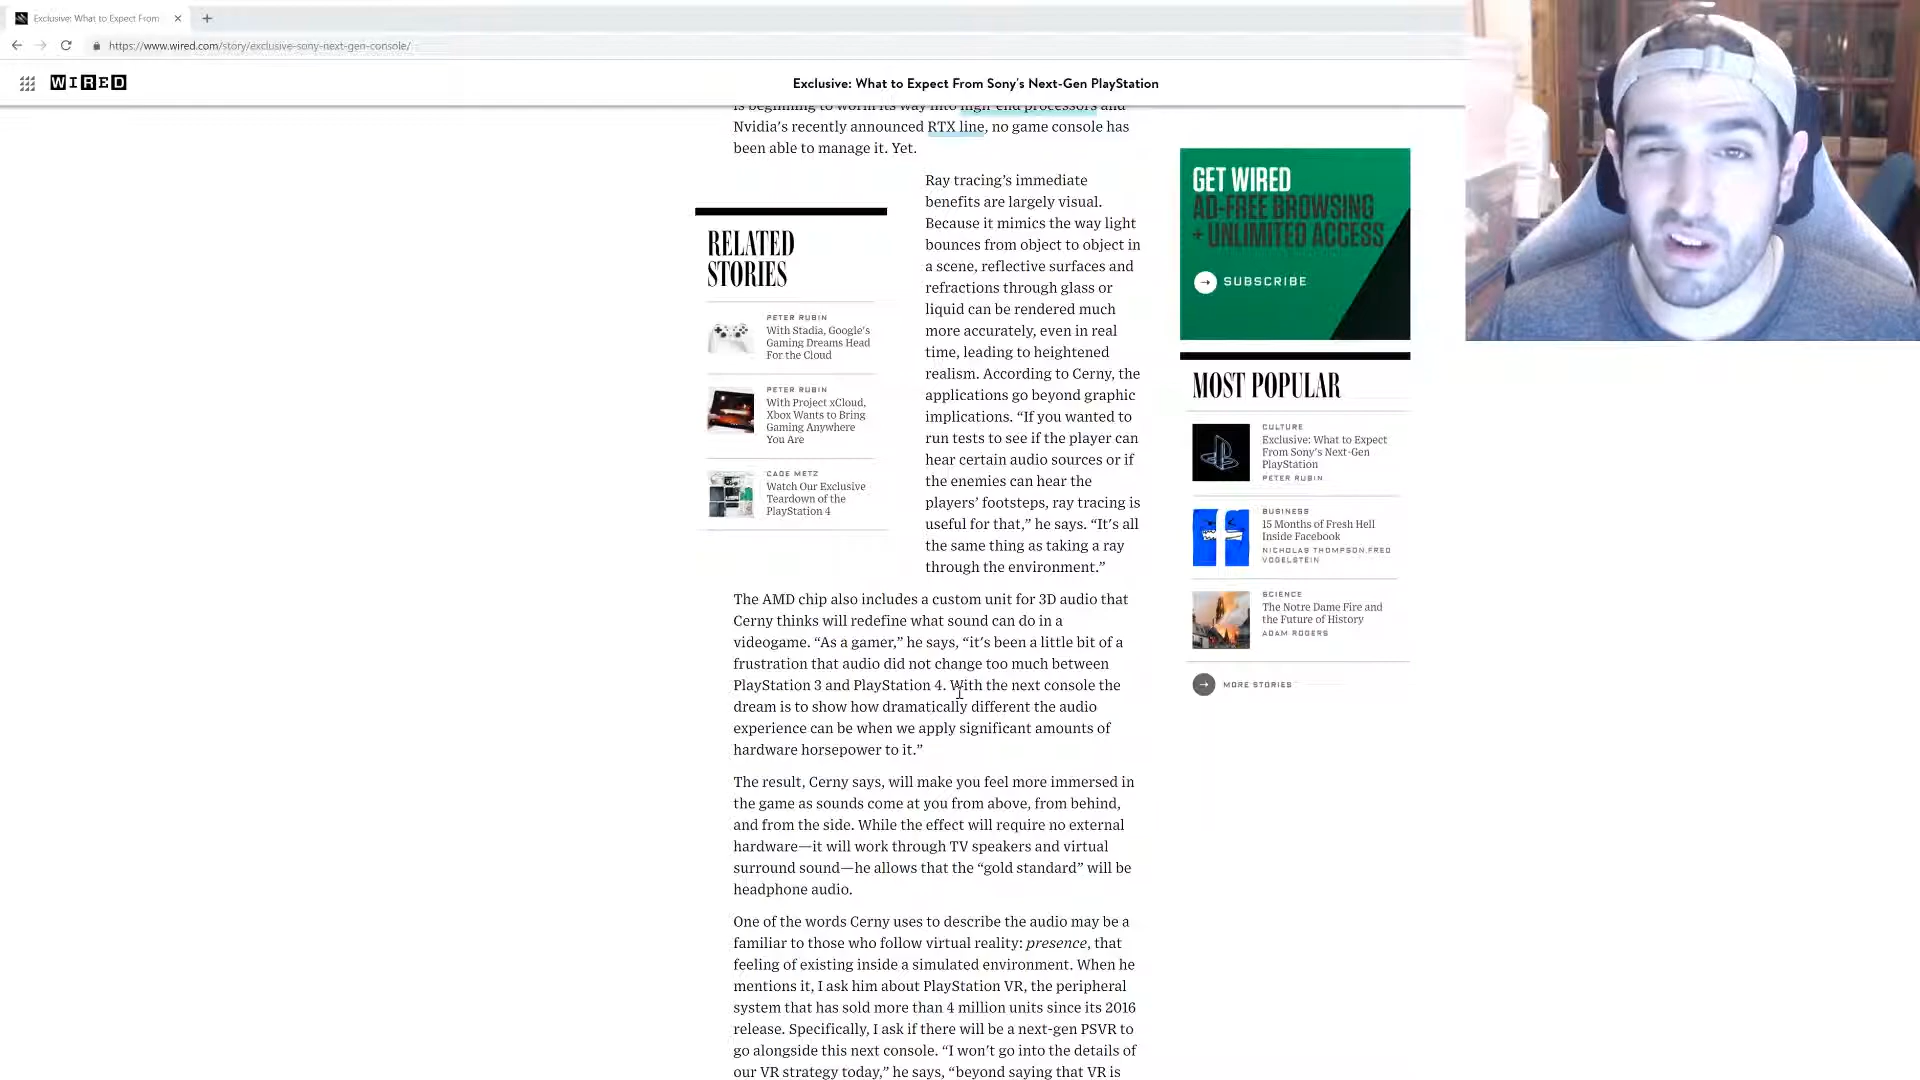 Exclusive: What to Expect From
https://www.wired.com/story/exclusive-sony-next-gen-console/
WIRED
Exclusive: What to Expect From Sony's Next-Gen PlayStation
is beginning to worm its way into high-end processors and
Nvidia's recently announced RTX line, no game console has
been able to manage it. Yet.
RELATED
STORIES
PETER RUBIN
With Stadia, Google's
Gaming Dreams Head
For the Cloud
PETER RUBIN
With Project xCloud,
Xbox Wants to Bring
Gaming Anywhere
You Are
CADE METZ
Watch Our Exclusive
Teardown of the
PlayStation 4
Ray tracing's immediate
benefits are largely visual.
Because it mimics the way light
bounces from object to object in
a scene, reflective surfaces and
refractions through glass or
liquid can be rendered much
more accurately, even in real
time, leading to heightened
realism. According to Cerny, the
applications go beyond graphic
implications. “If you wanted to
run tests to see if the player can
hear certain audio sources or if
the enemies can hear the
players’ footsteps, ray tracing is
useful for that,” he says. “It's all
the same thing as taking a ray
through the environment.”
The AMD chip also includes a custom unit for 3D audio that
Cerny thinks will redefine what sound can do in a
videogame. “As a gamer,” he says, “it's been a little bit of a
frustration that audio did not change too much between
PlayStation 3 and PlayStation 4. With the next console the
dream is to show how dramatically different the audio
experience can be when we apply significant amounts of
hardware horsepower to it.”
The result, Cerny says, will make you feel more immersed in
the game as sounds come at you from above, from behind,
and from the side. While the effect will require no external
hardware—it will work through TV speakers and virtual
surround sound—he allows that the “gold standard” will be
headphone audio.
One of the words Cerny uses to describe the audio may be a
familiar to those who follow virtual reality: presence, that
feeling of existing inside a simulated environment. When he
mentions it, I ask him about PlayStation VR, the peripheral
system that has sold more than 4 million units since its 2016
release. Specifically, I ask if there will be a next-gen PSVR to
go alongside this next console. “I won't go into the details of
our VR strategy today,” he says, “beyond saying that VR is
GET WIRED
AD-FREE BROWSING
+ UNLIMITED ACCESS
SUBSCRIBE
MOST POPULAR
CULTURE
Exclusive: What to Expect
From Sony's Next-Gen
PlayStation
PETER RUBIN
BUSINESS
15 Months of Fresh Hell
Inside Facebook
NICHOLAS THOMPSON,FRED
VOGELSTEIN
SCIENCE
The Notre Dame Fire and
the Future of History
ADAM ROGERS
MORE STORIES